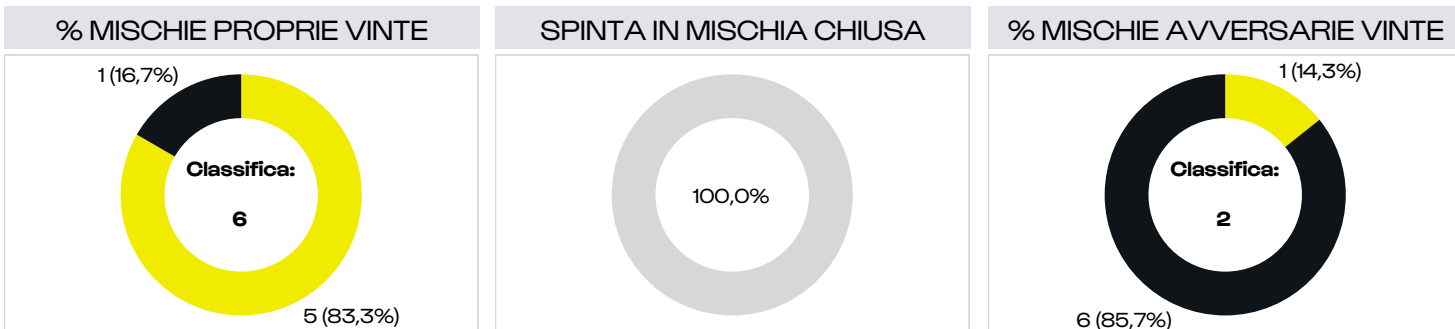 % MISCHIE PROPRIE VINTE
1 (16,7%)
Classifica:
6
5 (83,3%)
SPINTA IN MISCHIA CHIUSA
100,0%
% MISCHIE AVVERSARIE VINTE
1 (14,3%)
Classifica:
2
6 (85,7%)